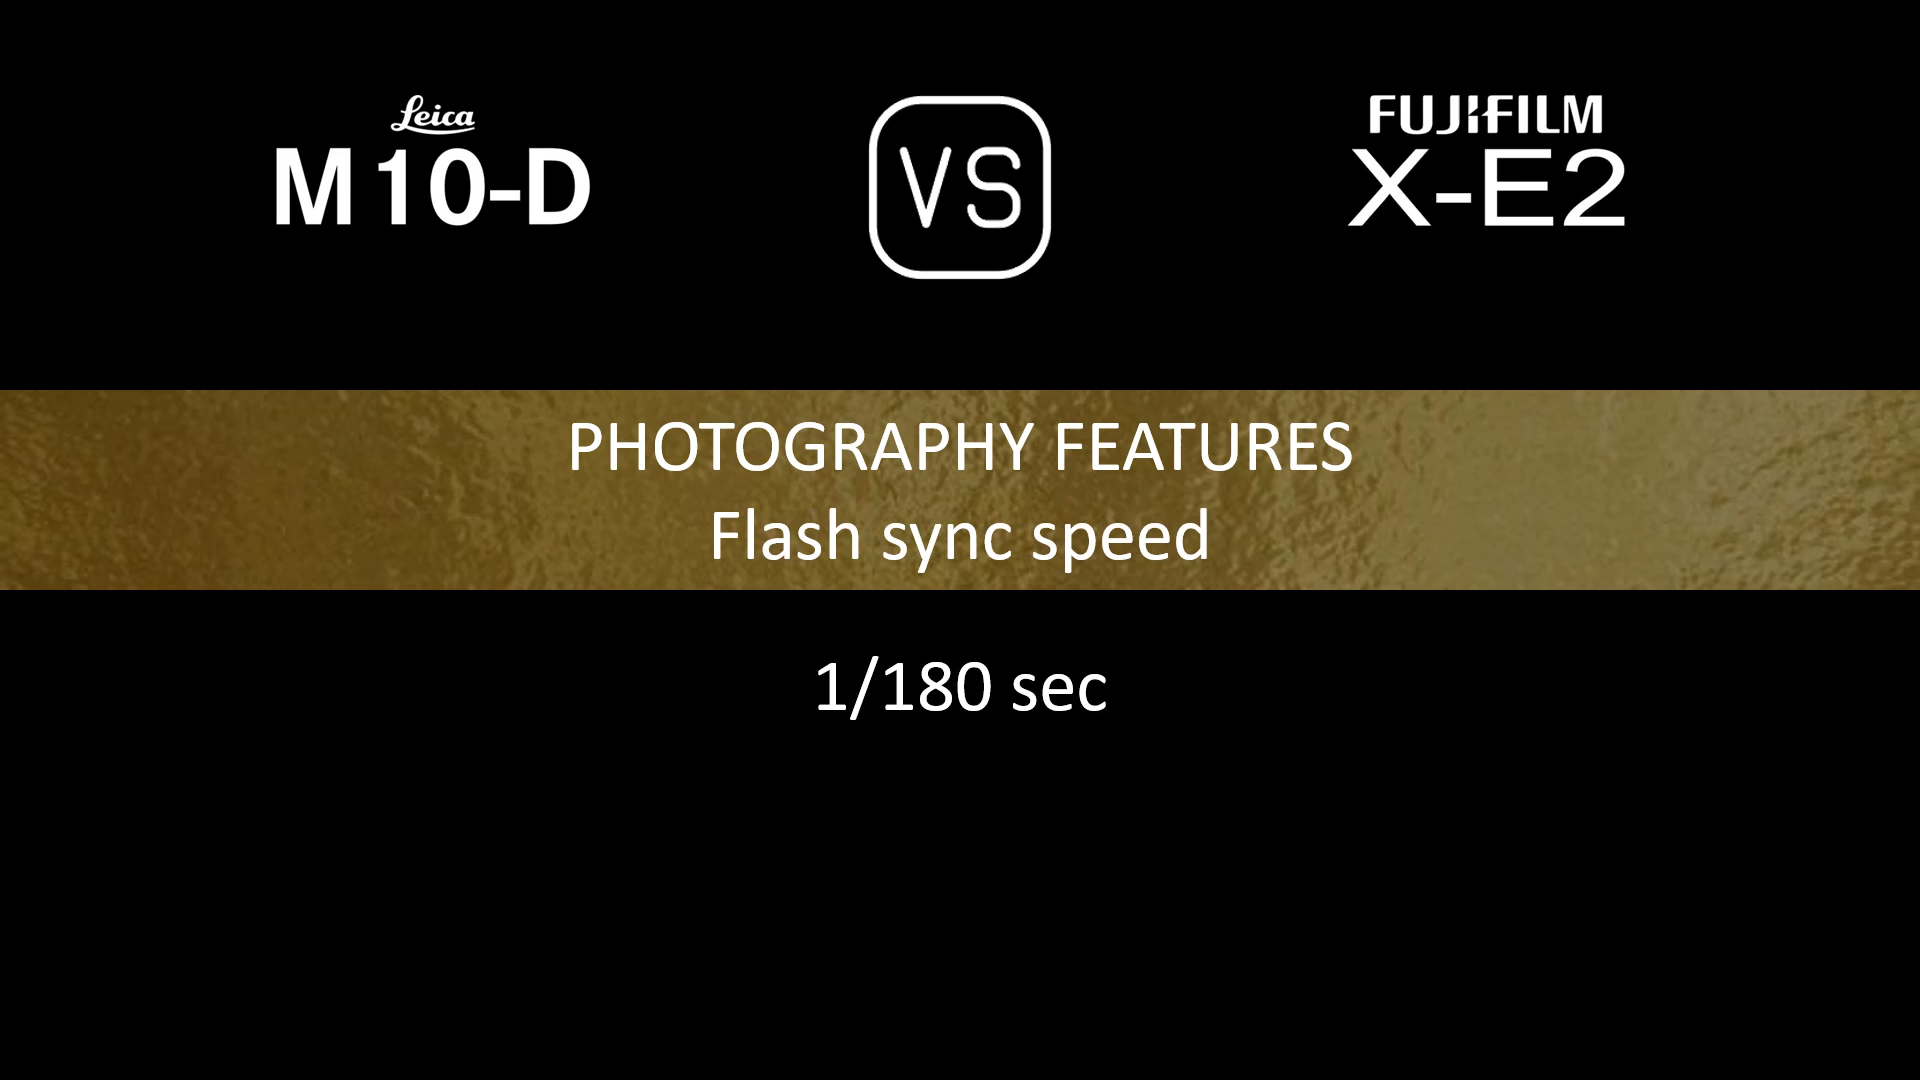 Leica
M10-D
VS
FUJIFILM
X-E2
PHOTOGRAPHY FEATURES
Flash sync speed
1/180 sec